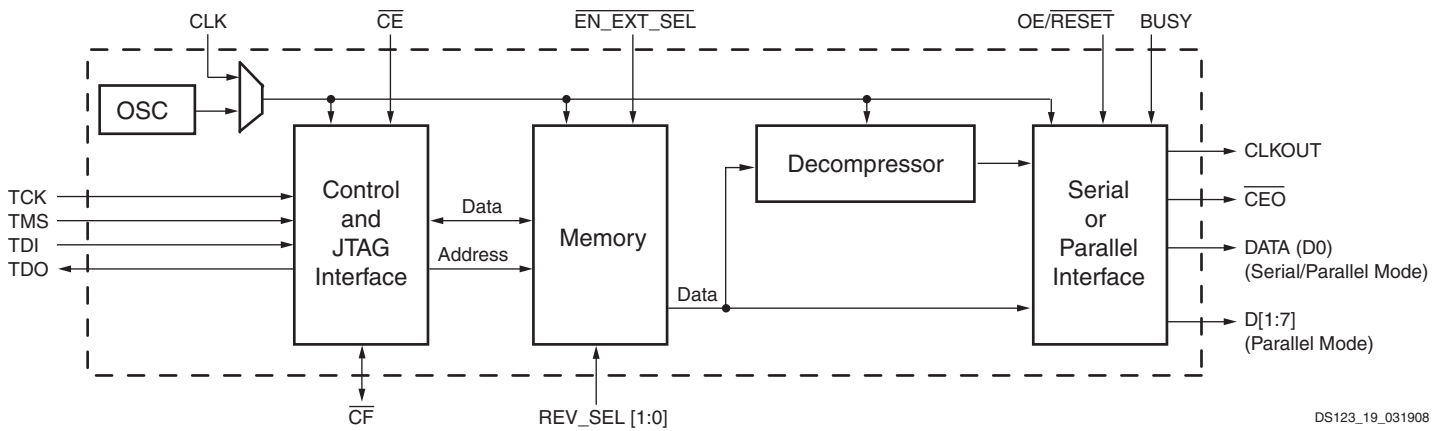 CLK
CE
EN_EXT_SEL
OE/RESET
BUSY
OSC
Decompressor
CLKOUT
Control
and
JTAG
Interface
Memory
Serial
or
Parallel
Interface
TCK
TMS
TDI
TDO
Data
Address
Data
CEO
DATA (D0)
(Serial/Parallel Mode)
D[1:7]
(Parallel Mode)
CF
REV_SEL [1:0]
DS123_19_031908